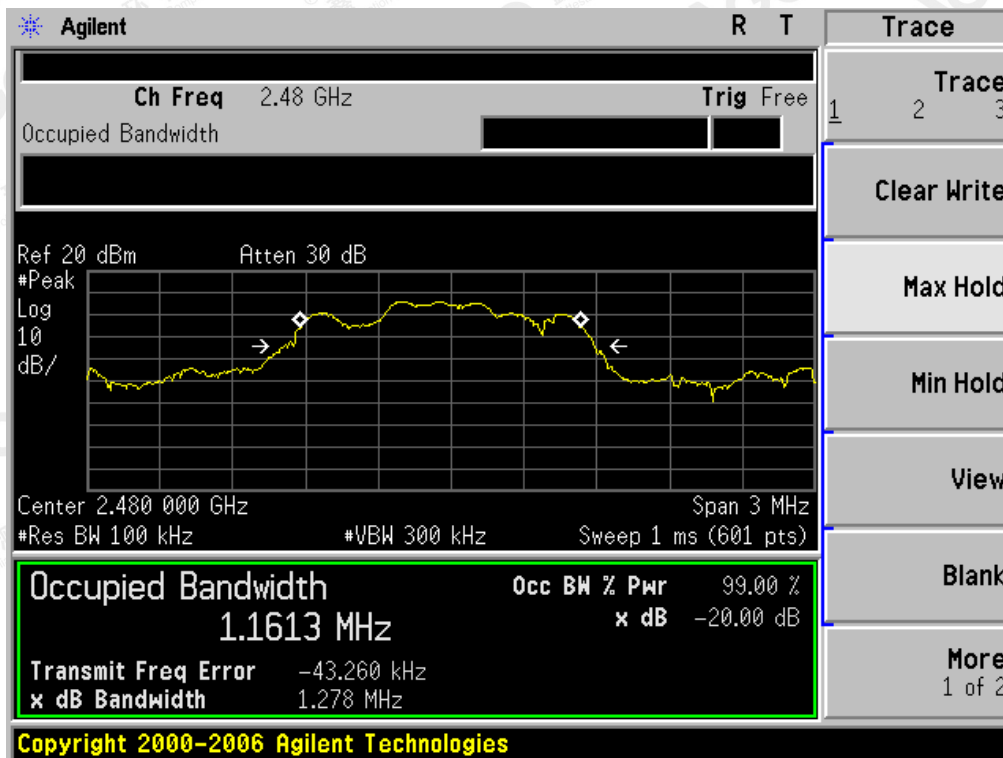 Agilent R T
Ch Freq 2.48 GHz Trig Free
Occupied Bandwidth
Ref 20 dBm Atten 30 dB
#Peak
Log
10
dB/
Center 2.480 000 GHz Span 3 MHz
#Res BW 100 kHz #VBW 300 kHz Sweep 1 ms (601 pts)
Occupied Bandwidth
1.1613 MHz
Occ BW % Pwr 99.00 %
x dB -20.00 dB
Transmit Freq Error -43.260 kHz
x dB Bandwidth 1.278 MHz
Copyright 2000-2006 Agilent Technologies
Trace
Trace
1 2 3
Clear Write
Max Hold
Min Hold
View
Blank
More
1 of 2